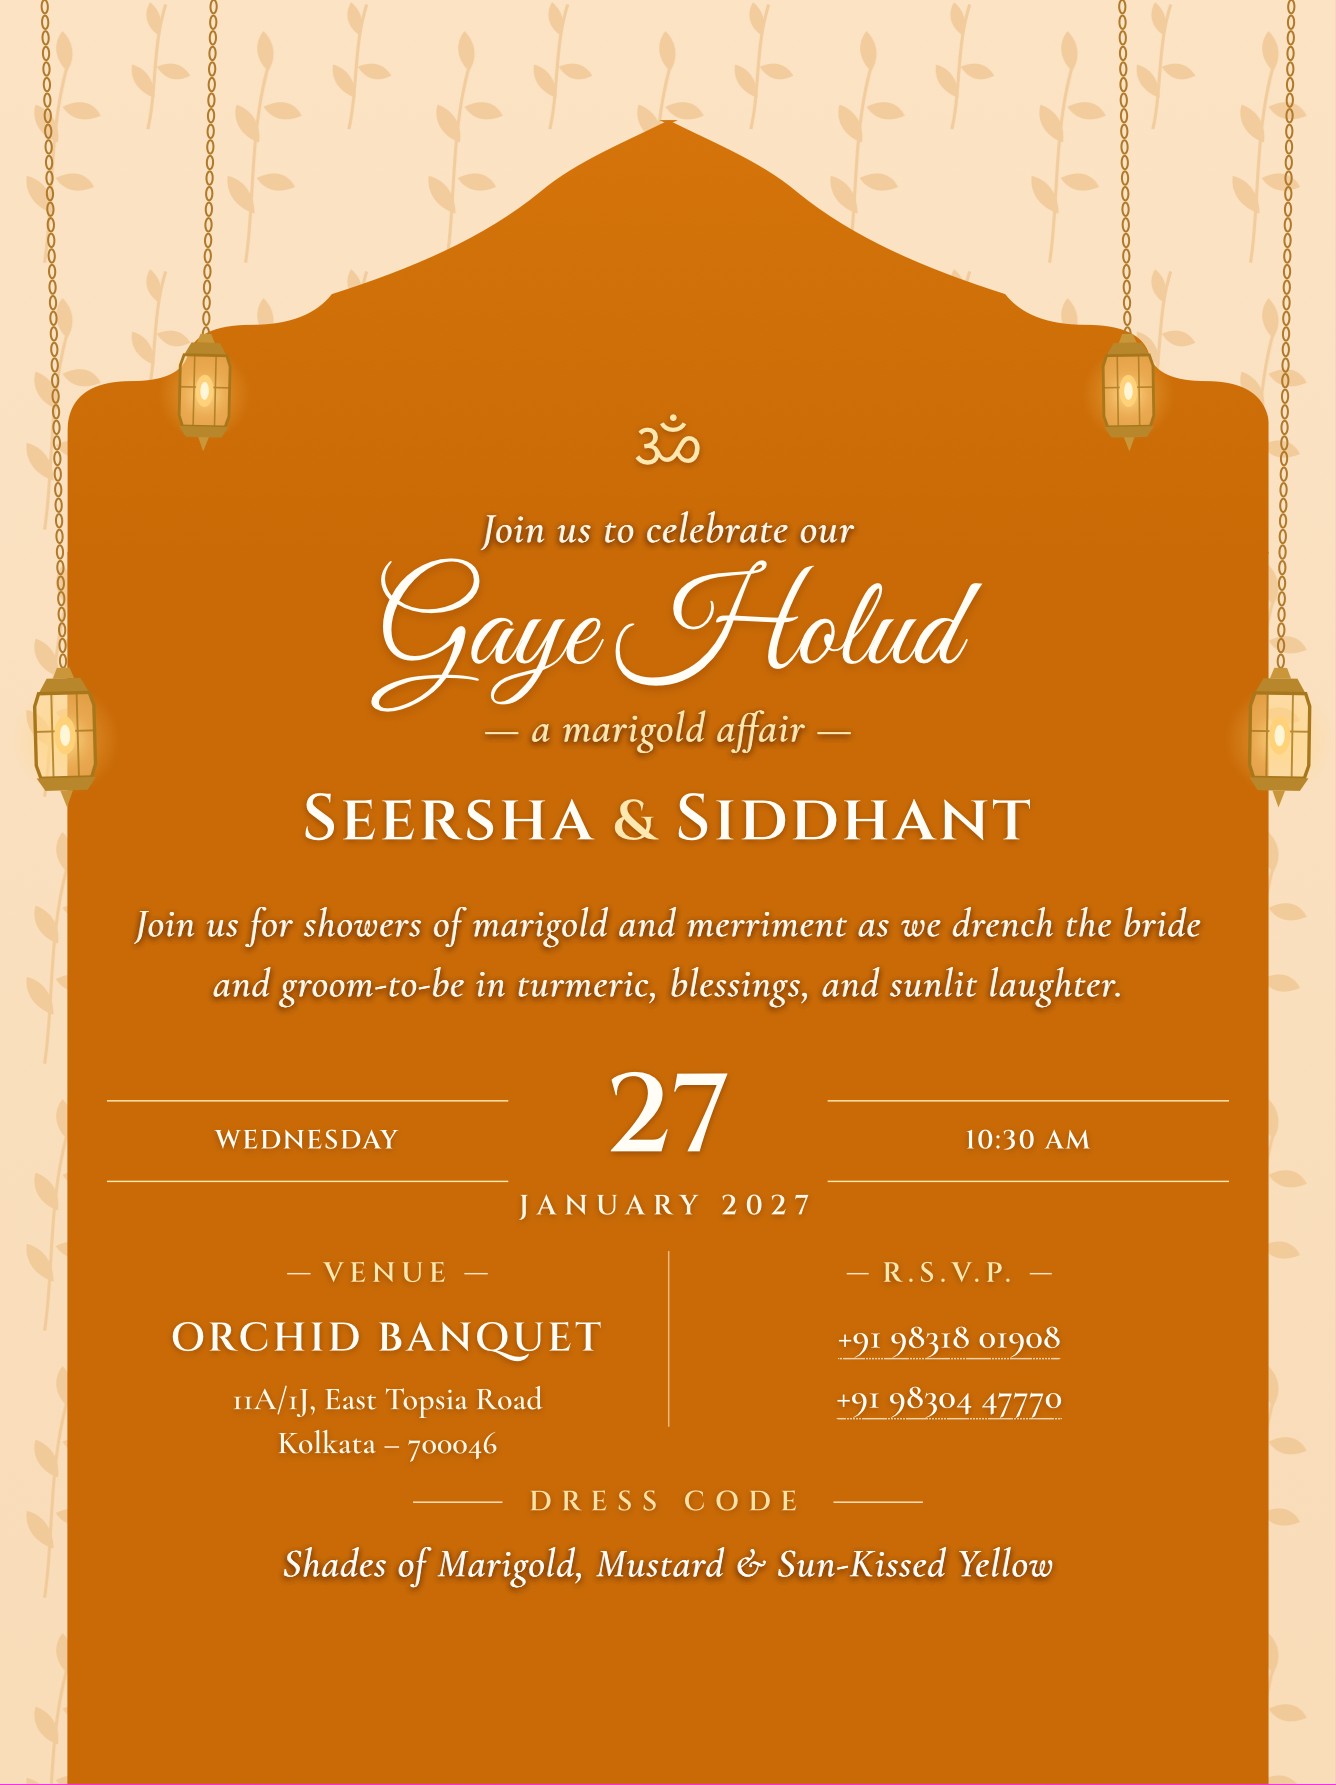 ॐ
Join us to celebrate our
Gaye Holud
— a marigold affair —
SEERSHA & SIDDHANT
Join us for showers of marigold and merriment as we drench the bride
and groom-to-be in turmeric, blessings, and sunlit laughter.
WEDNESDAY
27
JANUARY 2027
10:30 AM
— VENUE —
ORCHID BANQUET
11A/1J, East Topsia Road
Kolkata – 700046
— R.S.V.P. —
+91 98318 01908
+91 98304 47770
DRESS CODE
Shades of Marigold, Mustard & Sun-Kissed Yellow